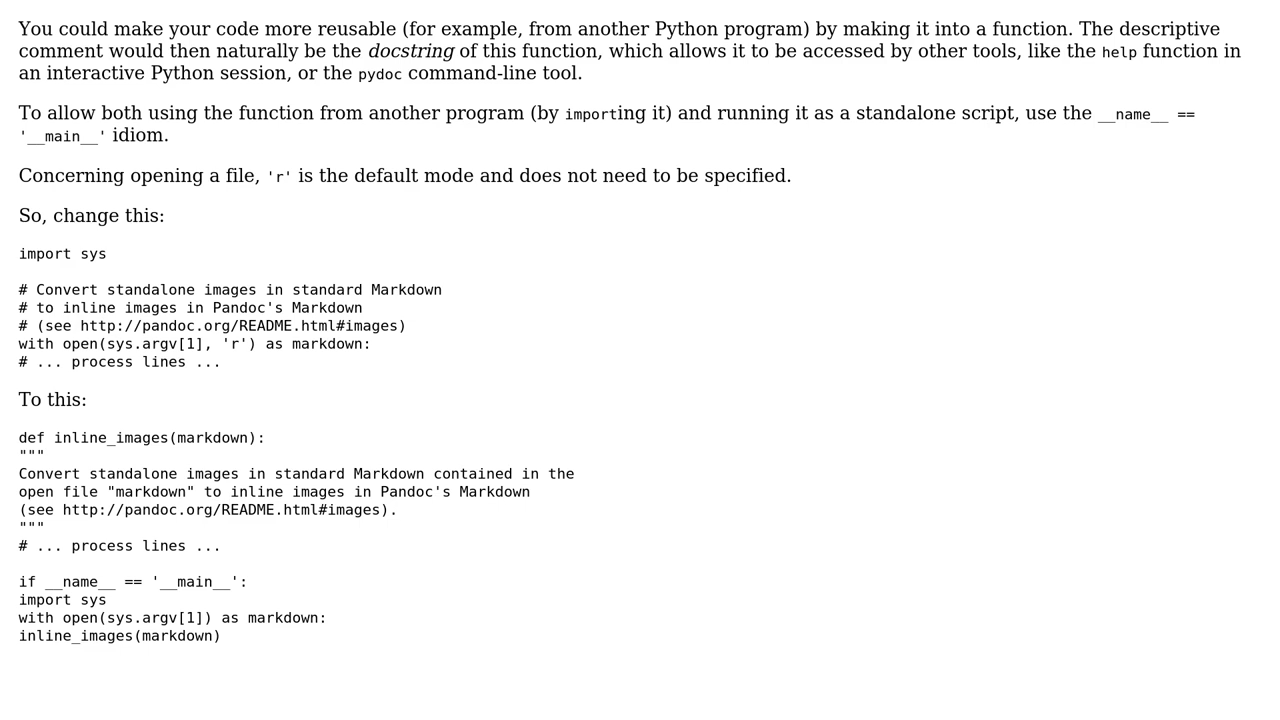 You could make your code more reusable (for example, from another Python program) by making it into a function. The descriptive
comment would then naturally be the docstring of this function, which allows it to be accessed by other tools, like the help function in
an interactive Python session, or the pydoc command-line tool.
To allow both using the function from another program (by importing it) and running it as a standalone script, use the __name__ ==
'__main__' idiom.
Concerning opening a file, 'r' is the default mode and does not need to be specified.
So, change this:
import sys
# Convert standalone images in standard Markdown
# to inline images in Pandoc's Markdown
# (see http://pandoc.org/README.html#images)
with open(sys.argv[1], 'r') as markdown:
# ... process lines ...
To this:
def inline_images(markdown):
"""
Convert standalone images in standard Markdown contained in the
open file "markdown" to inline images in Pandoc's Markdown
(see http://pandoc.org/README.html#images).
"""
# ... process lines ...
if __name__ == '__main__':
import sys
with open(sys.argv[1]) as markdown:
inline_images(markdown)